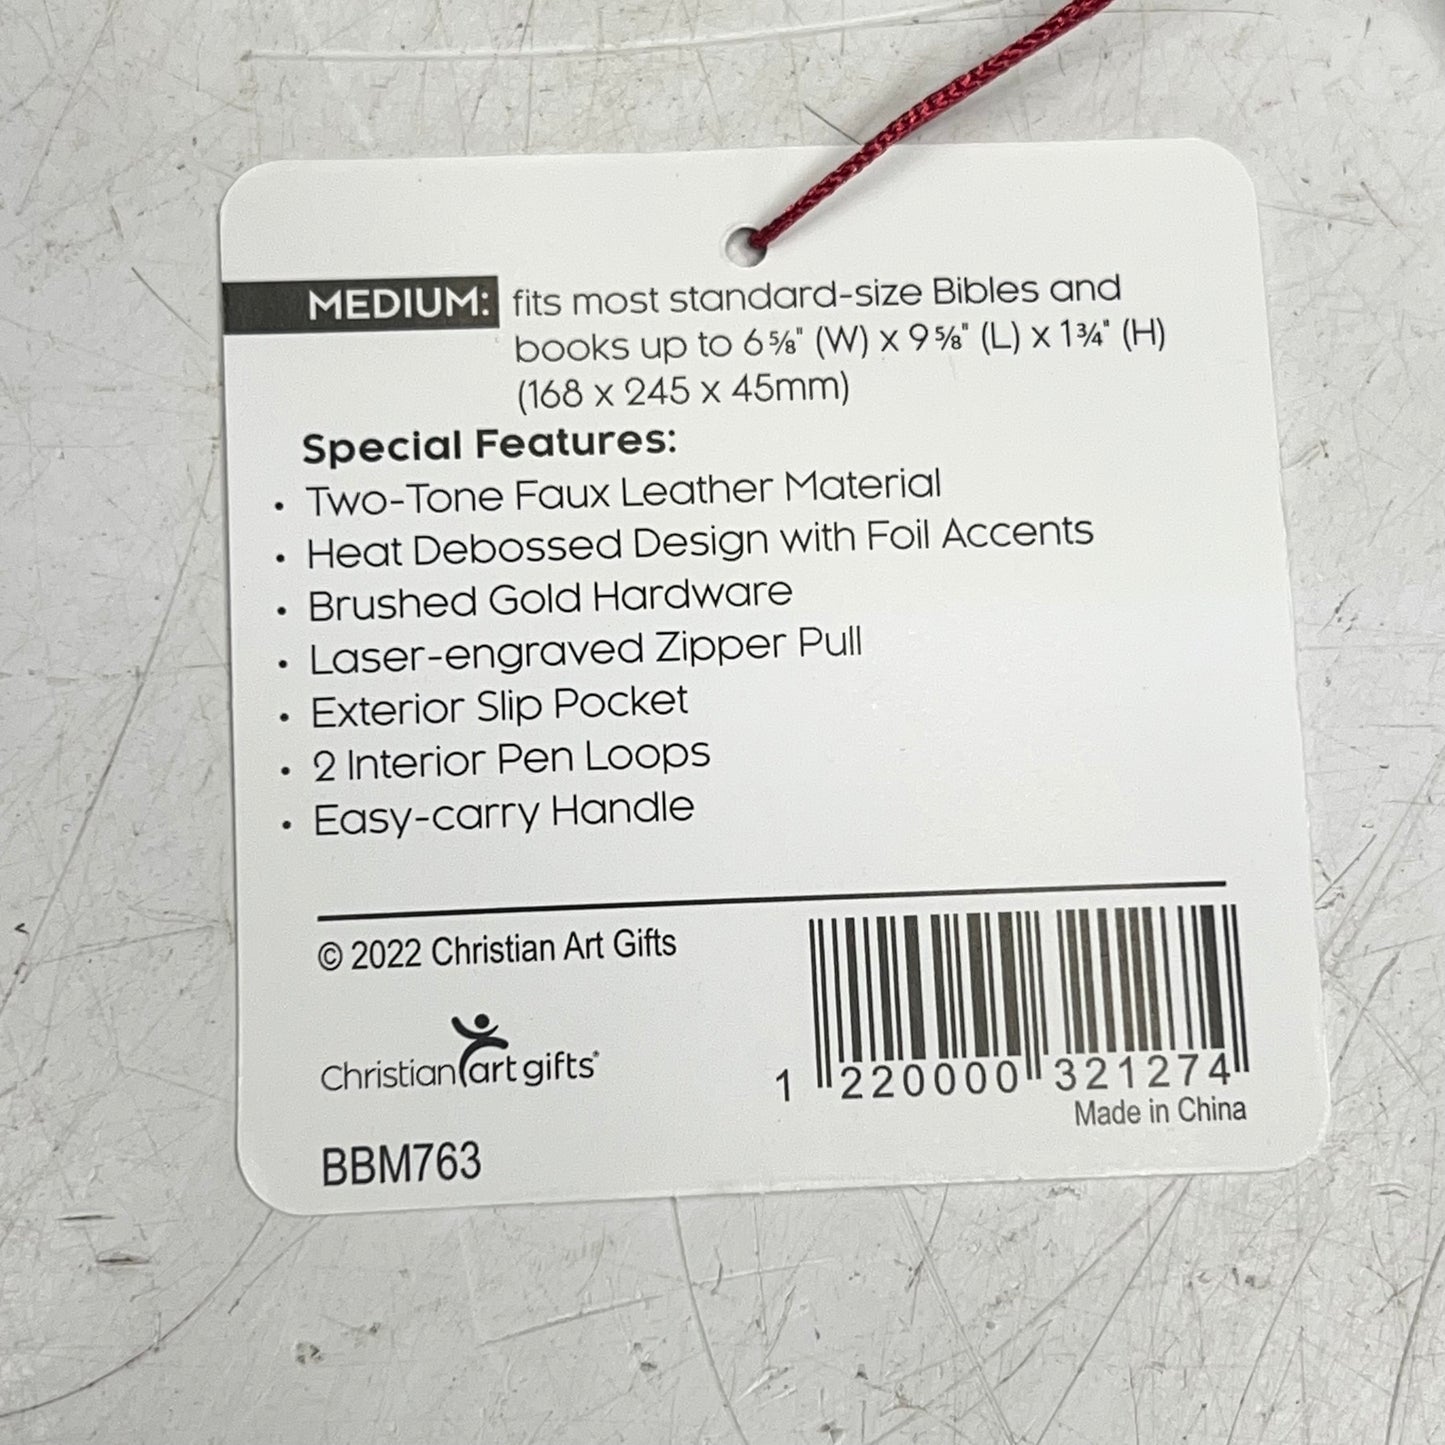 MEDIUM: fits most standard-size Bibles and
books up to 6⅝" (W) x 9⅝" (L) x 1¾" (H)
(168 x 245 x 45mm)
Special Features:
• Two-Tone Faux Leather Material
• Heat Debossed Design with Foil Accents
• Brushed Gold Hardware
• Laser-engraved Zipper Pull
• Exterior Slip Pocket
• 2 Interior Pen Loops
• Easy-carry Handle
© 2022 Christian Art Gifts
Christian art gifts®
BBM763
1 220000 321274
Made in China